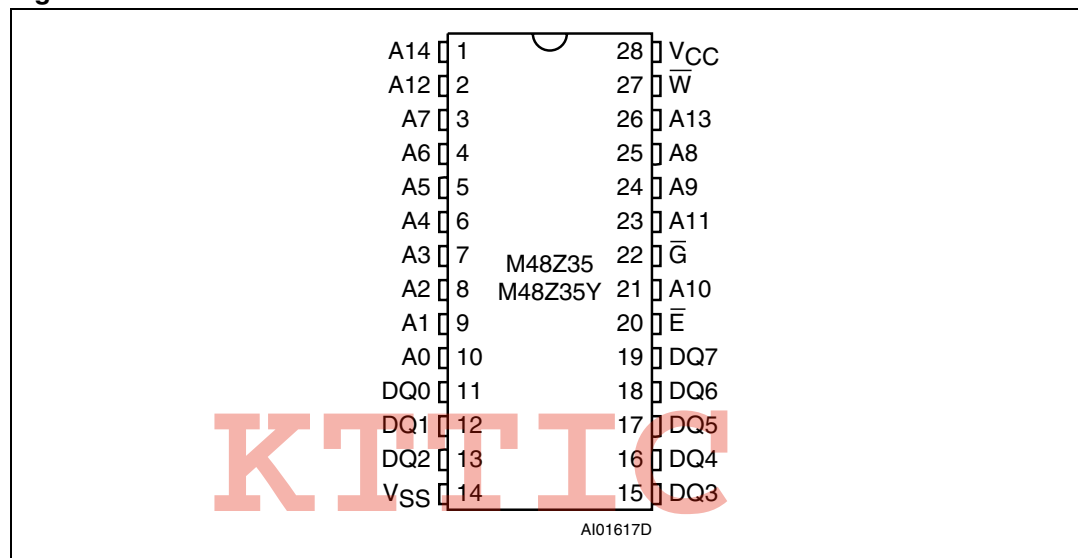 A14 1 28 VCC
A12 2 27 W̅
A7 3 26 A13
A6 4 25 A8
A5 5 24 A9
A4 6 23 A11
A3 7 22 G̅
M48Z35
A2 8 M48Z35Y 21 A10
A1 9 20 E̅
A0 10 19 DQ7
DQ0 11 18 DQ6
DQ1 12 17 DQ5
DQ2 13 16 DQ4
VSS 14 15 DQ3
KTTIC
AI01617D